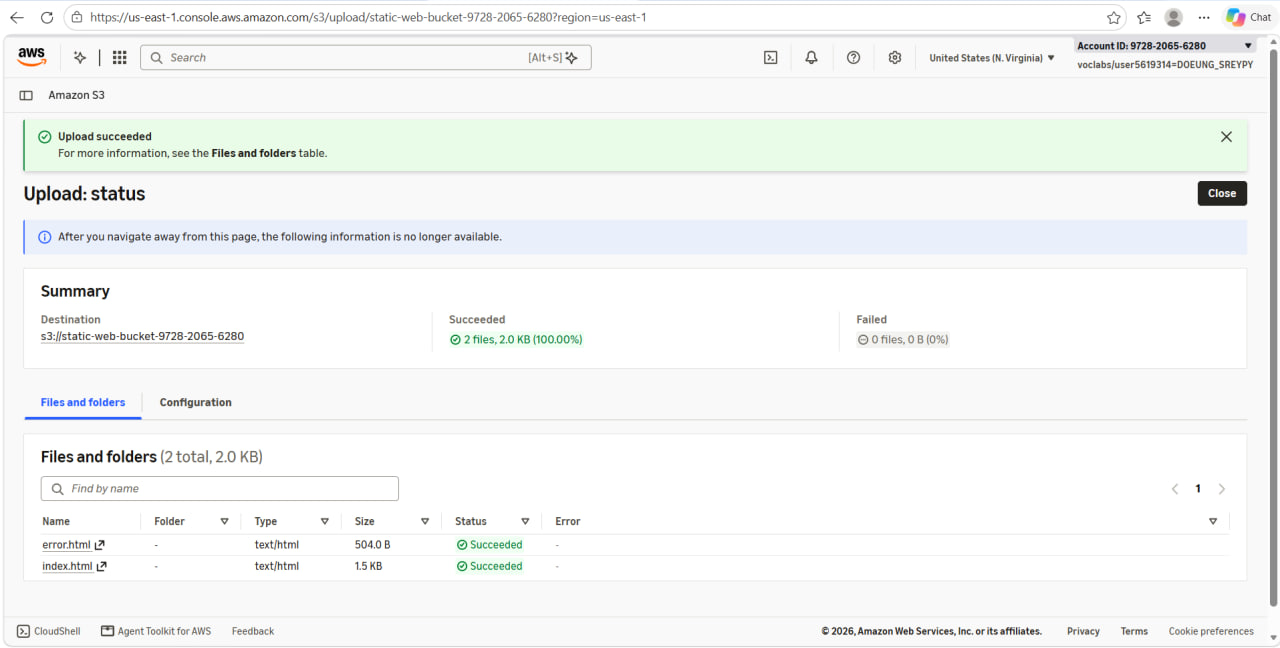 https://us-east-1.console.aws.amazon.com/s3/upload/static-web-bucket-9728-2065-6280?region=us-east-1
Chat
aws
Search
[Alt+S]
United States (N. Virginia)
Account ID: 9728-2065-6280
voclabs/user5619314=DOEUNG_SREYPY
Amazon S3
Upload succeeded
For more information, see the Files and folders table.
Upload: status
Close
After you navigate away from this page, the following information is no longer available.
Summary
Destination
s3://static-web-bucket-9728-2065-6280
Succeeded
2 files, 2.0 KB (100.00%)
Failed
0 files, 0 B (0%)
Files and folders
Configuration
Files and folders (2 total, 2.0 KB)
Find by name
1
Name Folder Type Size Status Error
error.html - text/html 504.0 B Succeeded -
index.html - text/html 1.5 KB Succeeded -
CloudShell
Agent Toolkit for AWS
Feedback
© 2026, Amazon Web Services, Inc. or its affiliates.
Privacy
Terms
Cookie preferences